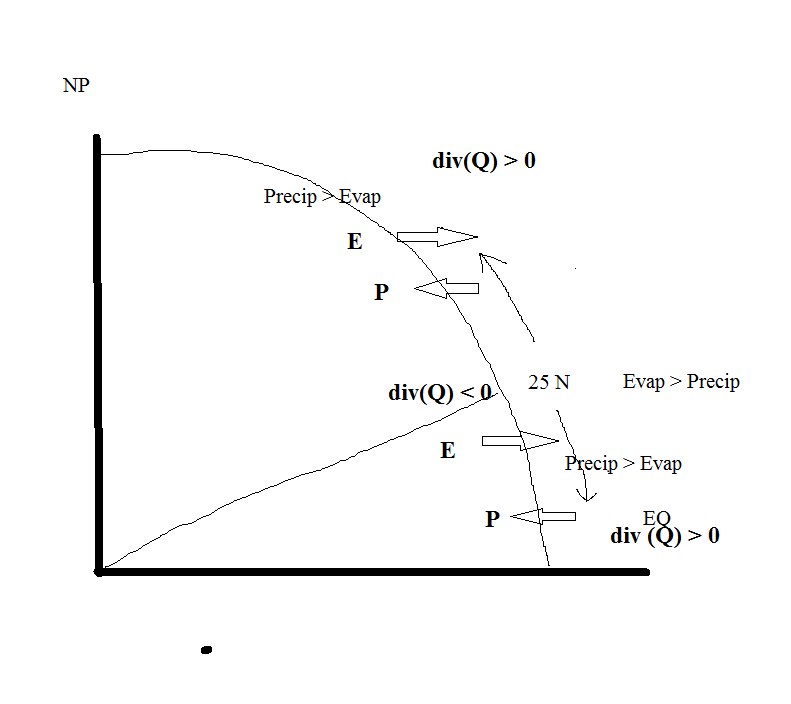 NP
div(Q) > 0
Precip > Evap
E
P
25 N
Evap > Precip
div(Q) < 0
E
Precip > Evap
P
EQ
div (Q) > 0